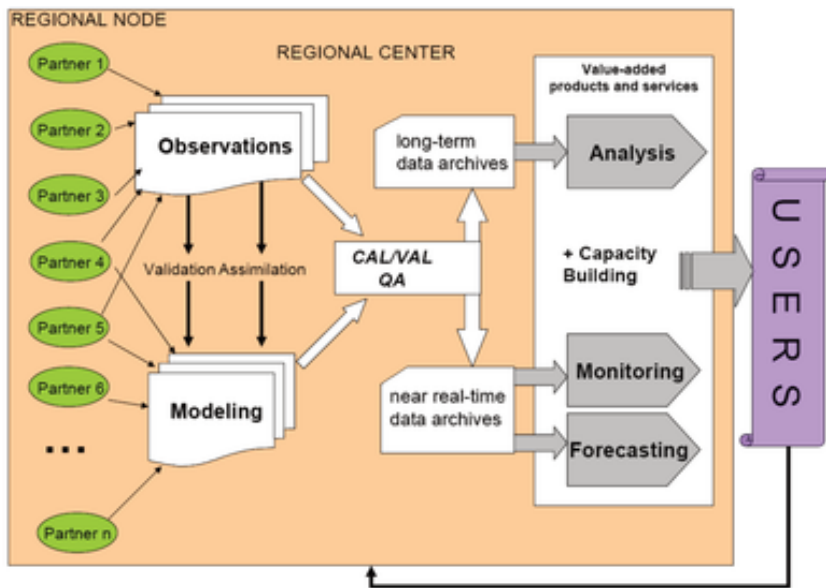 REGIONAL NODE
REGIONAL CENTER
Partner 1
Partner 2
Partner 3
Partner 4
Partner 5
Partner 6
...
Partner n
Observations
Validation Assimilation
Modeling
CAL/VAL
QA
long-term
data archives
near real-time
data archives
Value-added
products and services
Analysis
+ Capacity
Building
Monitoring
Forecasting
USERS